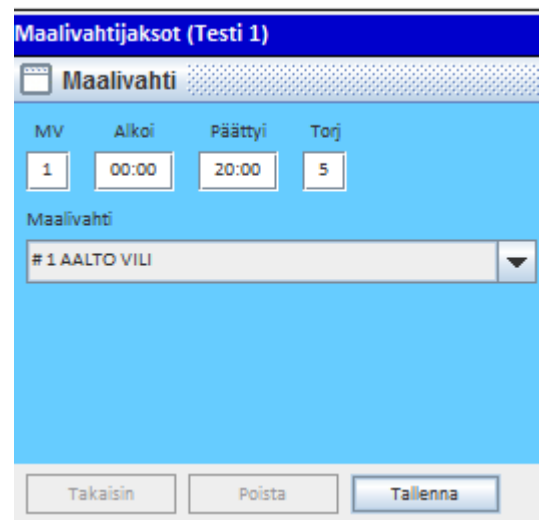 Maalivahtijaksot (Testi 1)
Maalivahti
MV Alkoi Päättyi Torj
1 00:00 20:00 5
Maalivahti
# 1 AALTO VILI
Takaisin Poista Tallenna